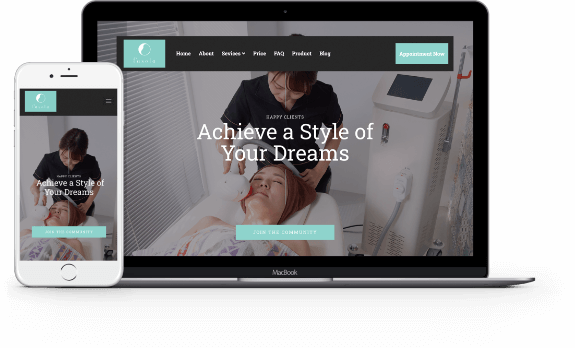 Home About Sevices Price FAQ Product Blog
Appointment Now
HAPPY CLIENTS
Achieve a Style of
Your Dreams
JOIN THE COMMUNITY
MacBook
HAPPY CLIENTS
Achieve a Style of
Your Dreams
JOIN THE COMMUNITY